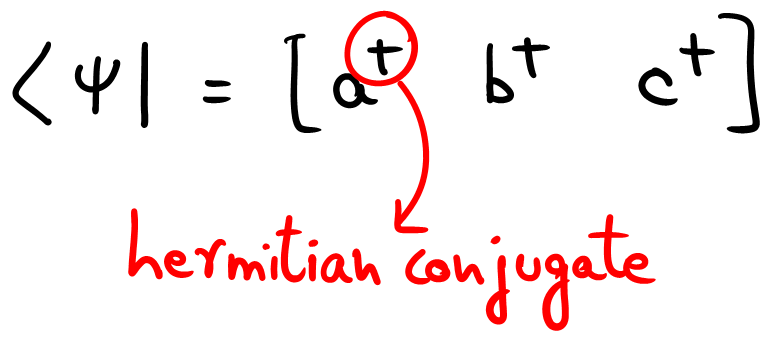 ⟨ψ| = [a† b† c†]
hermitian conjugate